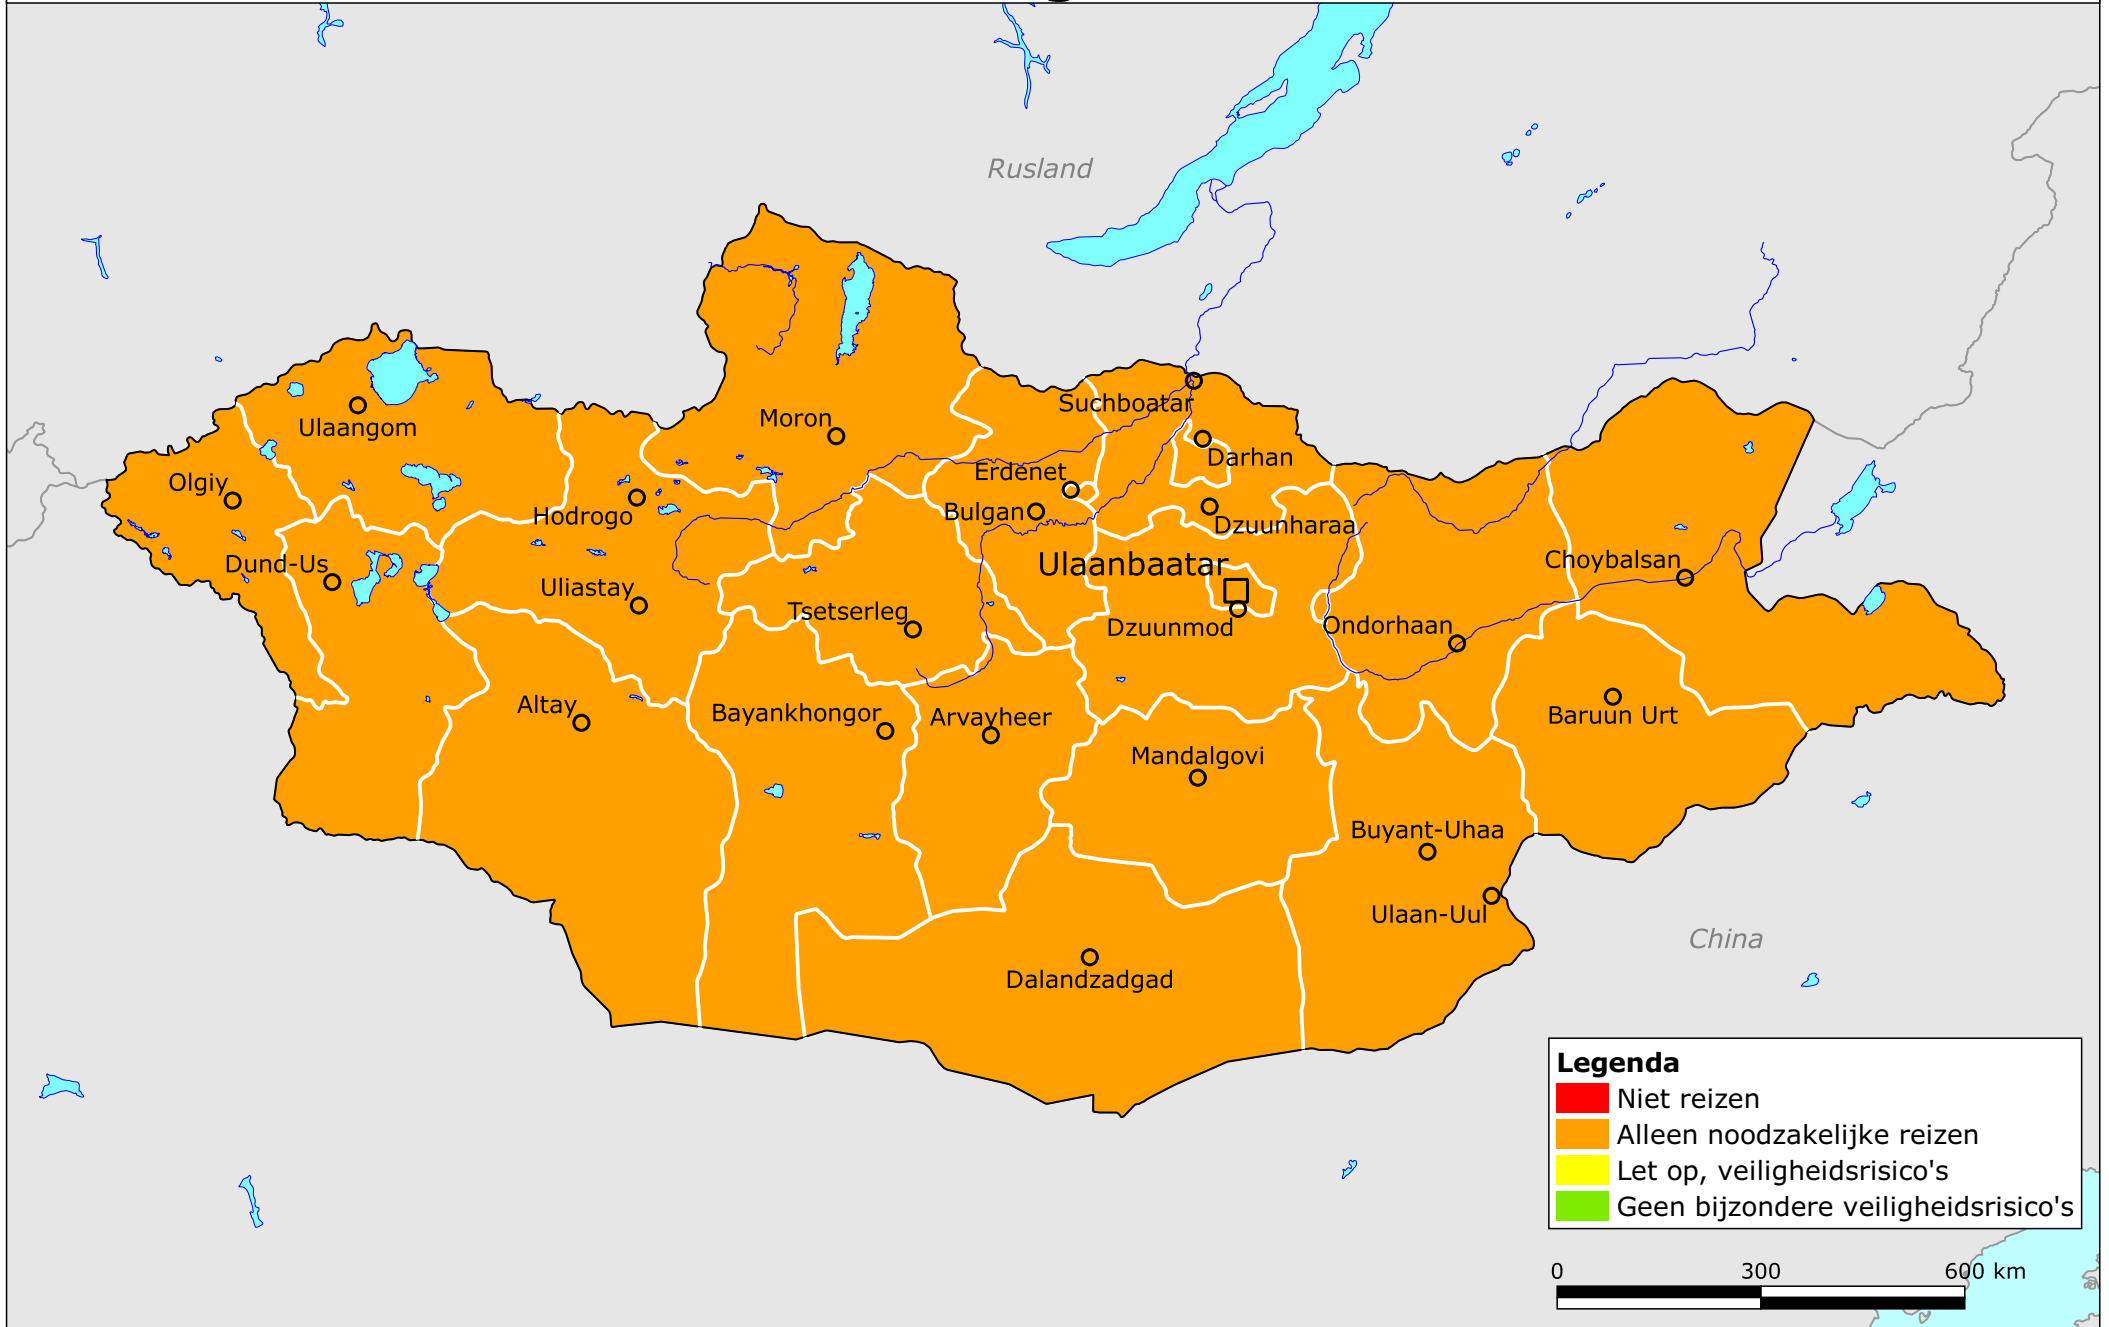 Rusland
Suchboatar
Moron
Ulaangom
Darhan
Erdenet
Olgiy
Bulgan
Hodrogo
Dzuunharaa
Choybalsan
Dund-Us
Ulaanbaatar
Uliastay
Tsetserleg
Dzuunmod
Ondorhaan
Altay
Bayankhongor
Arvayheer
Baruun Urt
Mandalgovi
Buyant-Uhaa
Ulaan-Uul
China
Dalandzadgad
Legenda
Niet reizen
Alleen noodzakelijke reizen
Let op, veiligheidsrisico's
Geen bijzondere veiligheidsrisico's
0 300 600 km